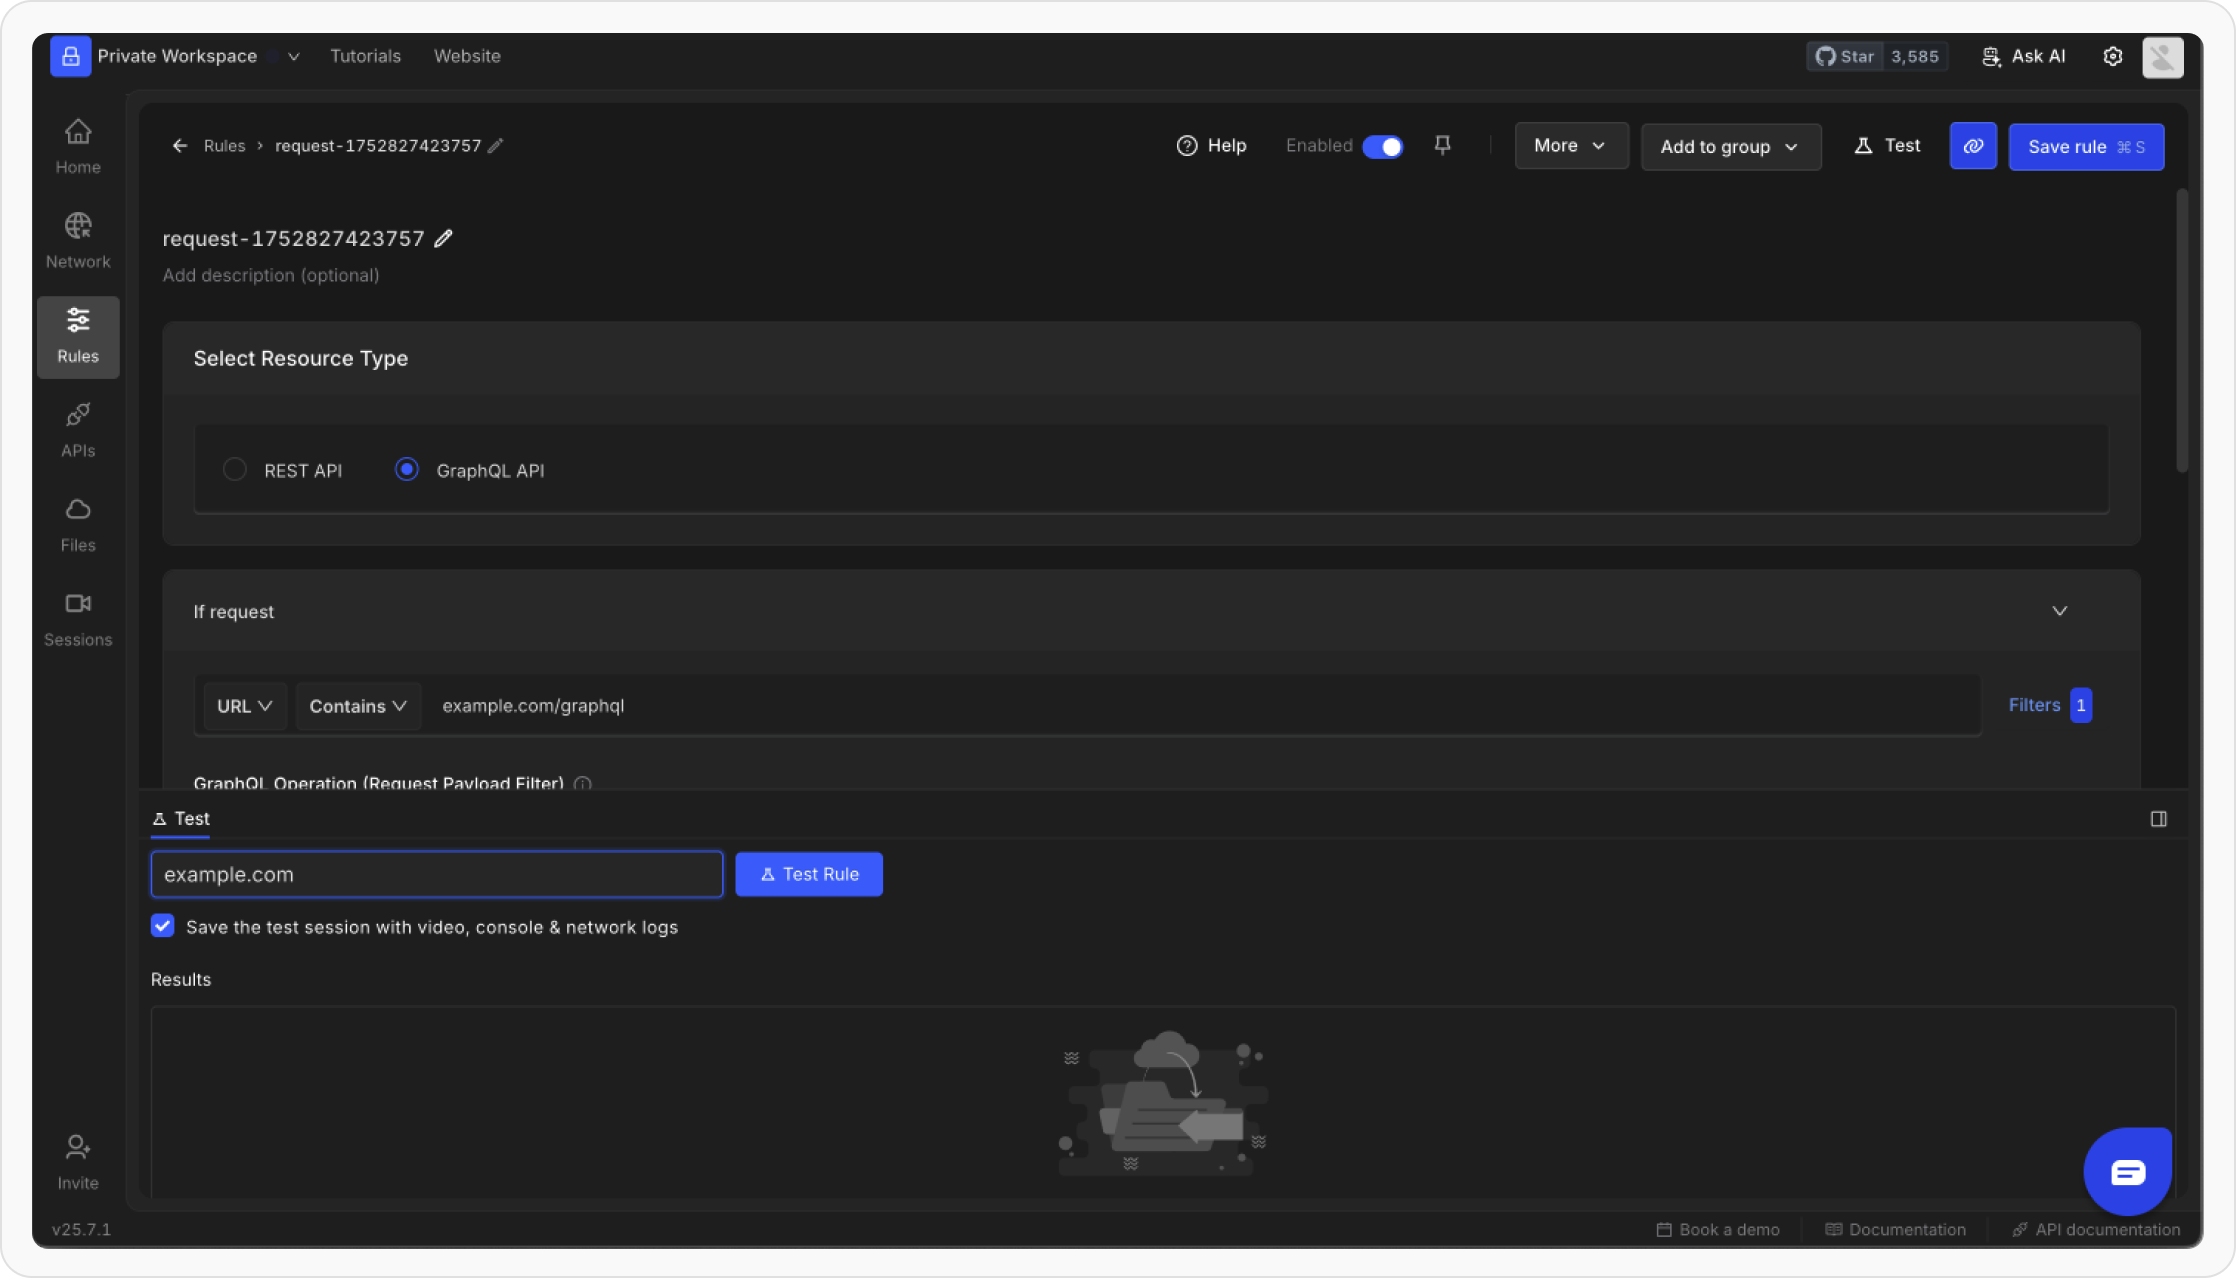 Private Workspace Tutorials Website Star 3,585 Ask AI
Home
Network
Rules
APIs
Files
Sessions
Invite
v25.7.1
Rules › request-1752827423757 Help Enabled More Add to group Test Save rule ⌘ S
request-1752827423757
Add description (optional)
Select Resource Type
REST API GraphQL API
If request
URL Contains example.com/graphql Filters 1
GraphQL Operation (Request Payload Filter)
Test
example.com Test Rule
Save the test session with video, console & network logs
Results
Book a demo Documentation API documentation